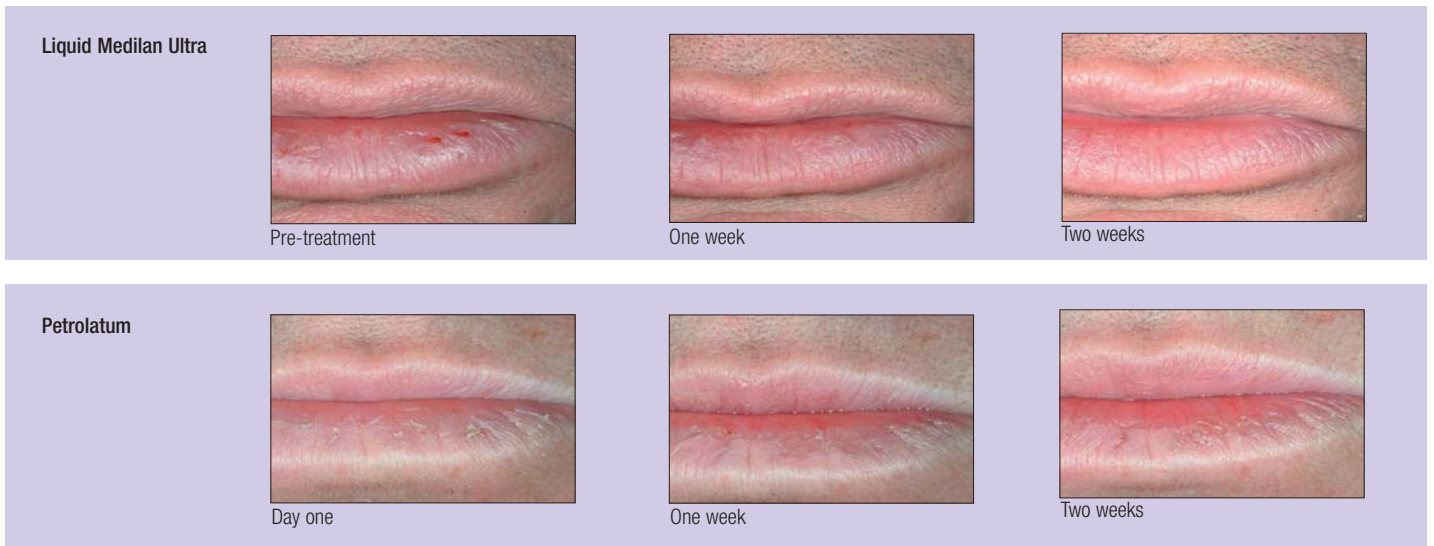 Liquid Medilan Ultra
Pre-treatment
One week
Two weeks
Petrolatum
Day one
One week
Two weeks